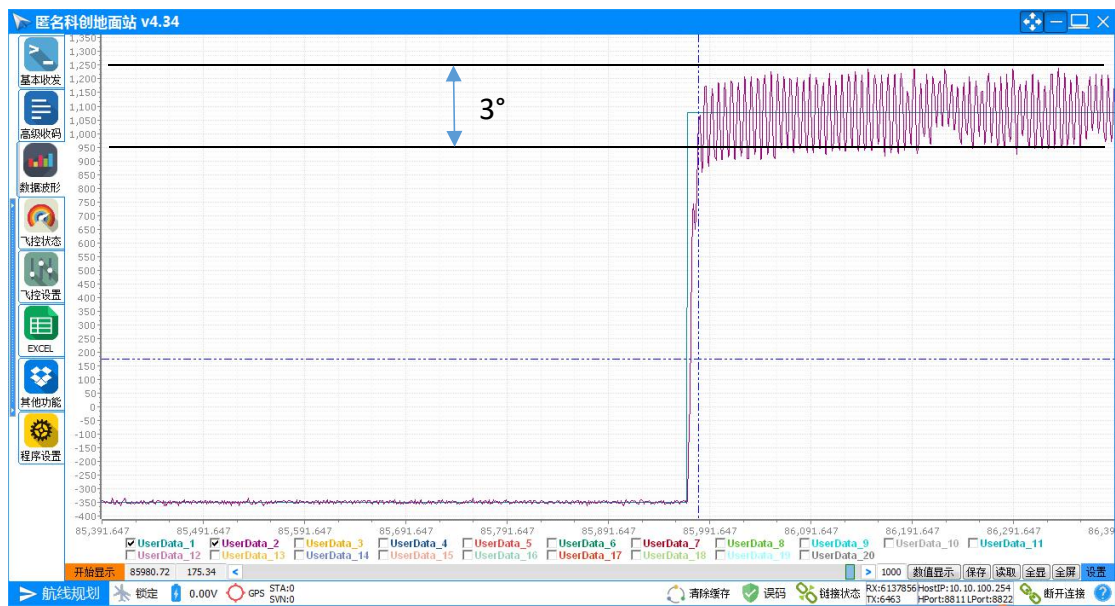 匿名科创地面站 v4.34
基本收发
高级收码
数据波形
飞控状态
飞控设置
EXCEL
其他功能
程序设置
1,350
1,300
1,250
1,200
1,150
1,100
1,050
1,000
950
900
850
800
750
700
650
600
550
500
450
400
350
300
250
200
150
100
50
0
-50
-100
-150
-200
-250
-300
-350
-400
3°
85,391.647 85,491.647 85,591.647 85,691.647 85,791.647 85,891.647 85,991.647 86,091.647 86,191.647 86,291.647 86,39
UserData_1 UserData_2 UserData_3 UserData_4 UserData_5 UserData_6 UserData_7 UserData_8 UserData_9 UserData_10 UserData_11
UserData_12 UserData_13 UserData_14 UserData_15 UserData_16 UserData_17 UserData_18 UserData_19 UserData_20
开始显示 85980.72 175.34 < > 1000 数值显示 保存 读取 全显 全屏 设置
> 航线规划 锁定 0.00V GPS STA:0 SVN:0 清除缓存 误码 链接状态 RX:6137856 HostIP:10.10.100.254 断开连接 ?
TX:6463 HPort:8811 LPort:8822